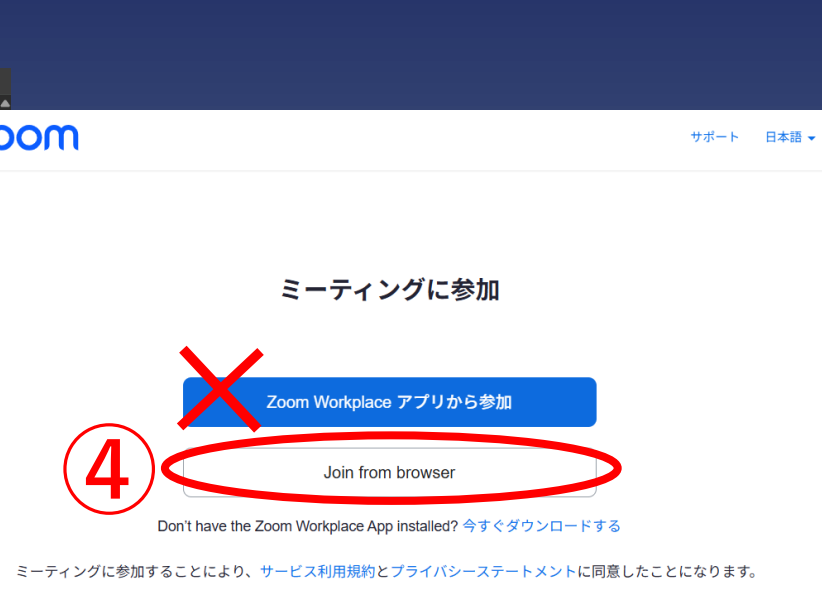 oom
サポート 日本語
ミーティングに参加
Zoom Workplace アプリから参加
④
Join from browser
Don't have the Zoom Workplace App installed? 今すぐダウンロードする
ミーティングに参加することにより、サービス利用規約とプライバシーステートメントに同意したことになります。